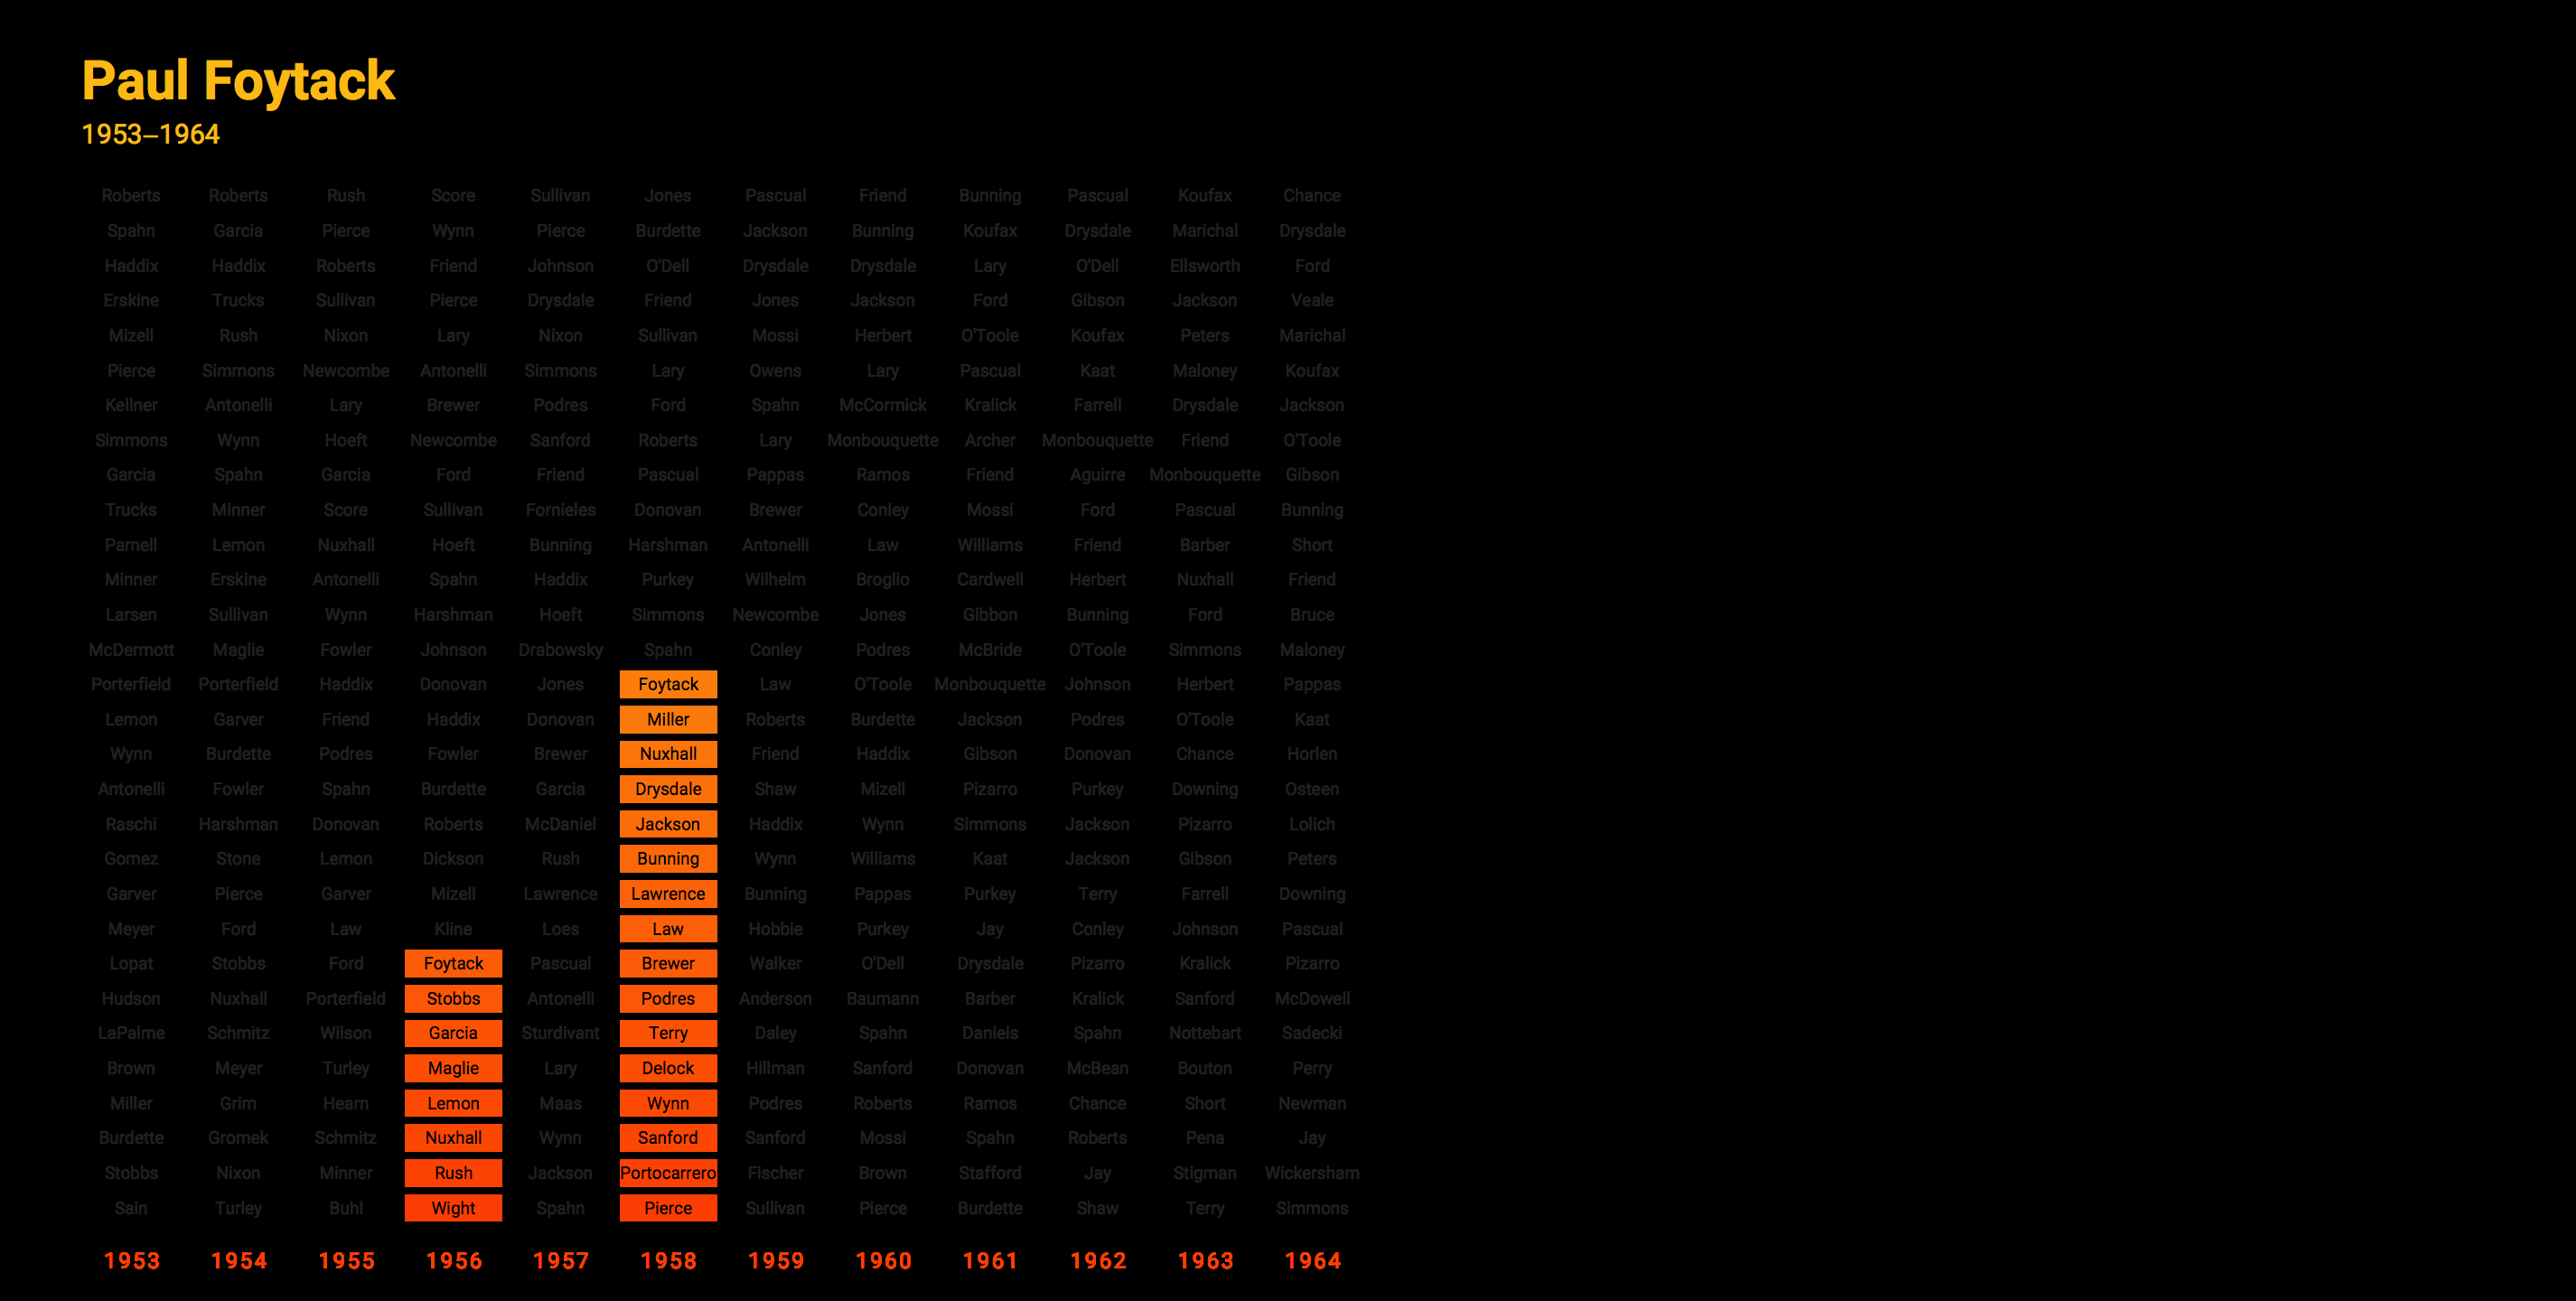 Paul Foytack
1953–1964
Roberts Roberts Rush Score Sullivan Jones Pascual Friend Bunning Pascual Koufax Chance
Spahn Garcia Pierce Wynn Pierce Burdette Jackson Bunning Koufax Drysdale Marichal Drysdale
Haddix Haddix Roberts Friend Johnson O'Dell Drysdale Drysdale Lary O'Dell Ellsworth Ford
Erskine Trucks Sullivan Pierce Drysdale Friend Jones Jackson Ford Gibson Jackson Veale
Mizell Rush Nixon Lary Nixon Sullivan Mossi Herbert O'Toole Koufax Peters Marichal
Pierce Simmons Newcombe Antonelli Simmons Lary Owens Lary Pascual Kaat Maloney Koufax
Kellner Antonelli Lary Brewer Podres Ford Spahn McCormick Kralick Farrell Drysdale Jackson
Simmons Wynn Hoeft Newcombe Sanford Roberts Lary Monbouquette Archer Monbouquette Friend O'Toole
Garcia Spahn Garcia Ford Friend Pascual Pappas Ramos Friend Aguirre Monbouquette Gibson
Trucks Minner Score Sullivan Fornieles Donovan Brewer Conley Mossi Ford Pascual Bunning
Parnell Lemon Nuxhall Hoeft Bunning Harshman Antonelli Law Williams Friend Barber Short
Minner Erskine Antonelli Spahn Haddix Purkey Wilhelm Broglio Cardwell Herbert Nuxhall Friend
Larsen Sullivan Wynn Harshman Hoeft Simmons Newcombe Jones Gibbon Bunning Ford Bruce
McDermott Maglie Fowler Johnson Drabowsky Spahn Conley Podres McBride O'Toole Simmons Maloney
Porterfield Porterfield Haddix Donovan Jones Foytack Law O'Toole Monbouquette Johnson Herbert Pappas
Lemon Garver Friend Haddix Donovan Miller Roberts Burdette Jackson Podres O'Toole Kaat
Wynn Burdette Podres Fowler Brewer Nuxhall Friend Haddix Gibson Donovan Chance Horlen
Antonelli Fowler Spahn Burdette Garcia Drysdale Shaw Mizell Pizarro Purkey Downing Osteen
Raschi Harshman Donovan Roberts McDaniel Jackson Haddix Wynn Simmons Jackson Pizarro Lolich
Gomez Stone Lemon Dickson Rush Bunning Wynn Williams Kaat Jackson Gibson Peters
Garver Pierce Garver Mizell Lawrence Lawrence Bunning Pappas Purkey Terry Farrell Downing
Meyer Ford Law Kline Loes Law Hobbie Purkey Jay Conley Johnson Pascual
Lopat Stobbs Ford Foytack Pascual Brewer Walker O'Dell Drysdale Pizarro Kralick Pizarro
Hudson Nuxhall Porterfield Stobbs Antonelli Podres Anderson Baumann Barber Kralick Sanford McDowell
LaPalme Schmitz Wilson Garcia Sturdivant Terry Daley Spahn Daniels Spahn Nottebart Sadecki
Brown Meyer Turley Maglie Lary Delock Hillman Sanford Donovan McBean Bouton Perry
Miller Grim Hearn Lemon Maas Wynn Podres Roberts Ramos Chance Short Newman
Burdette Gromek Schmitz Nuxhall Wynn Sanford Sanford Mossi Spahn Roberts Pena Jay
Stobbs Nixon Minner Rush Jackson Portocarrero Fischer Brown Stafford Jay Stigman Wickersham
Sain Turley Buhl Wight Spahn Pierce Sullivan Pierce Burdette Shaw Terry Simmons
1953 1954 1955 1956 1957 1958 1959 1960 1961 1962 1963 1964